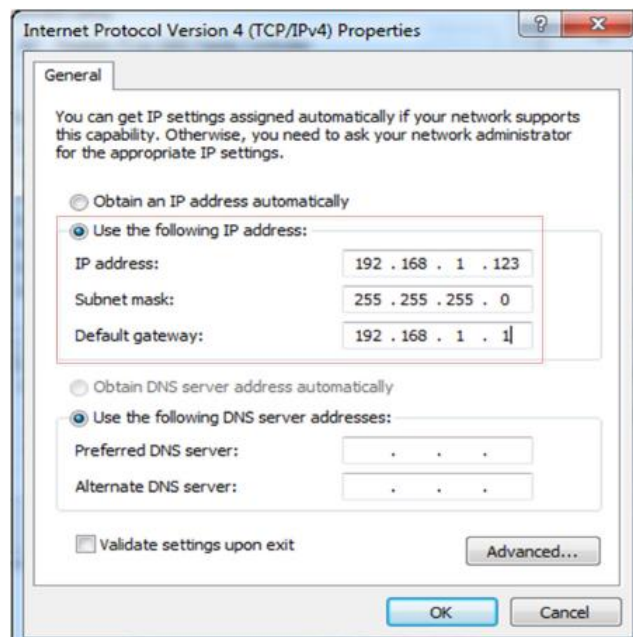 Internet Protocol Version 4 (TCP/IPv4) Properties
General
You can get IP settings assigned automatically if your network supports
this capability. Otherwise, you need to ask your network administrator
for the appropriate IP settings.
Obtain an IP address automatically
Use the following IP address:
IP address: 192 . 168 . 1 . 123
Subnet mask: 255 . 255 . 255 . 0
Default gateway: 192 . 168 . 1 . 1
Obtain DNS server address automatically
Use the following DNS server addresses:
Preferred DNS server: . . .
Alternate DNS server: . . .
Validate settings upon exit
Advanced...
OK Cancel